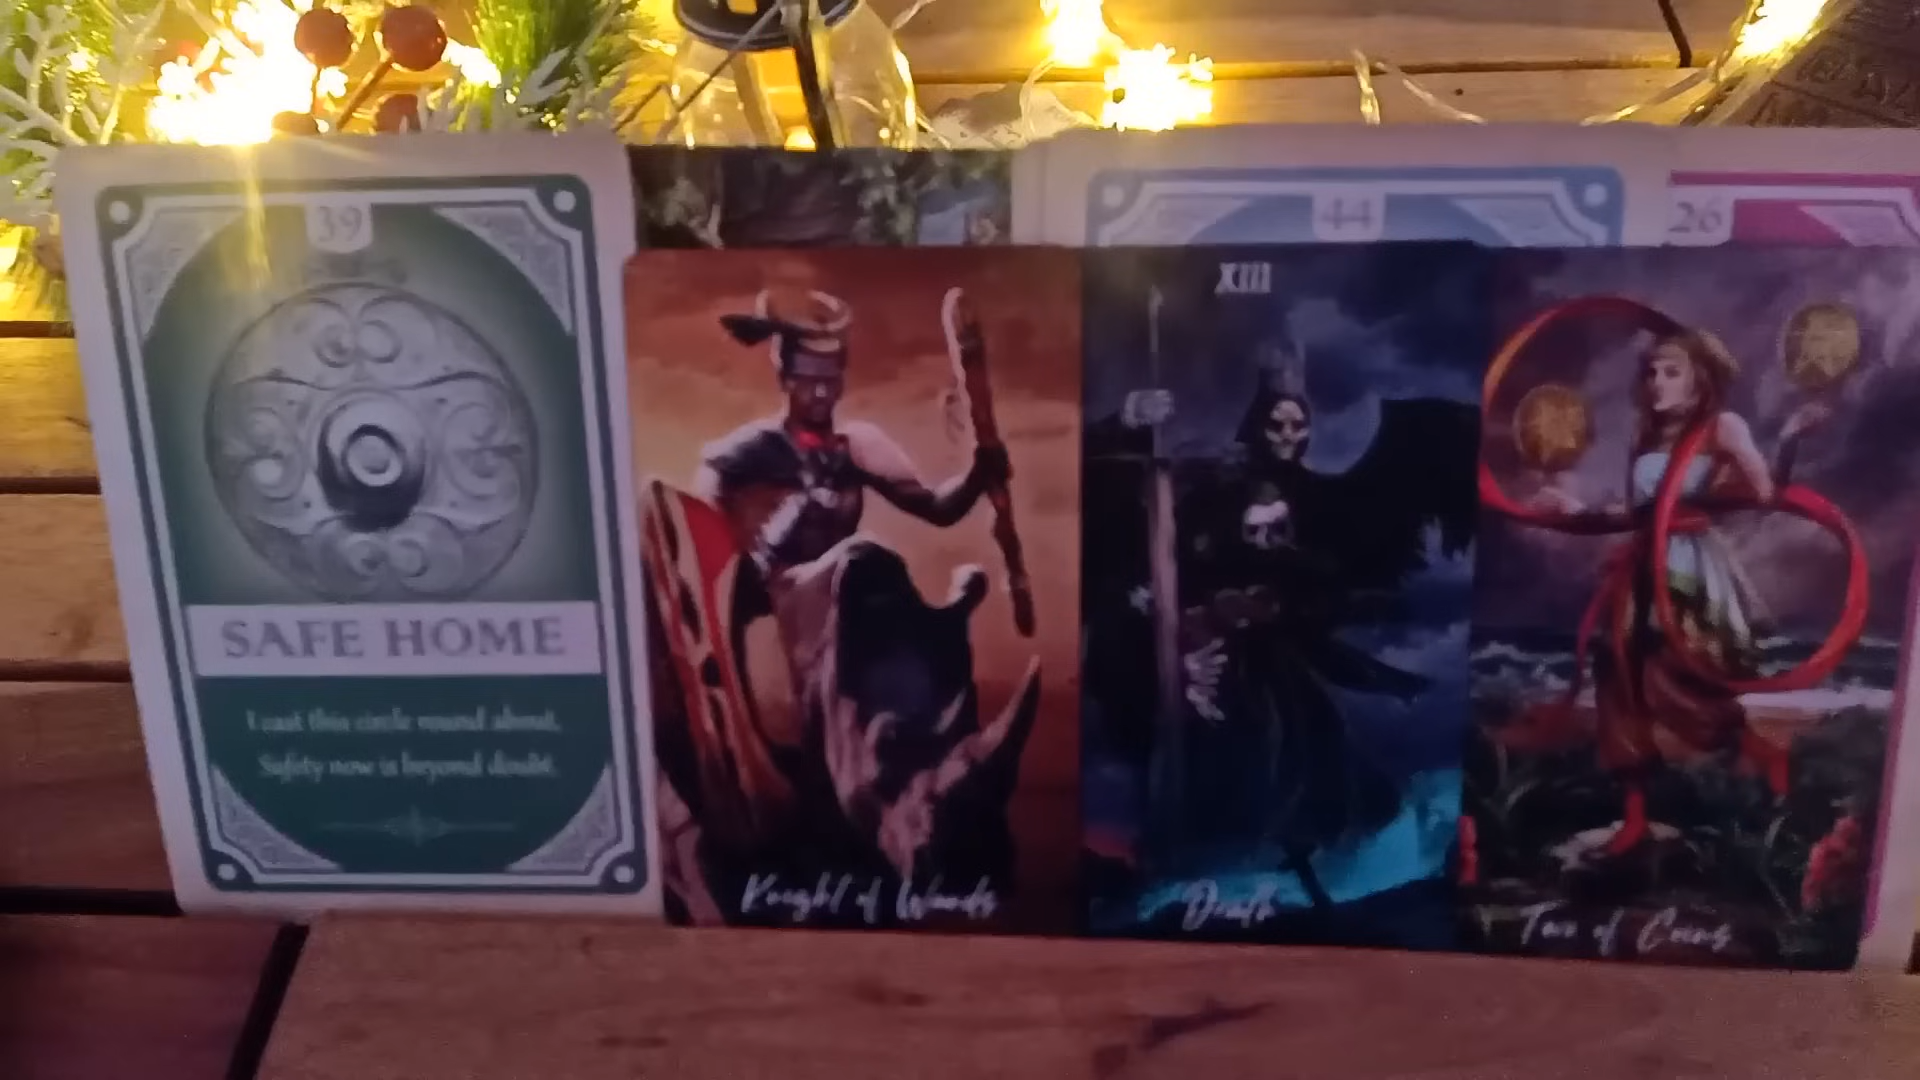 39
SAFE HOME
I cast this circle round about,
Safety now is beyond doubt.
44
26
Knight of Wands
XIII
Death
Two of Coins